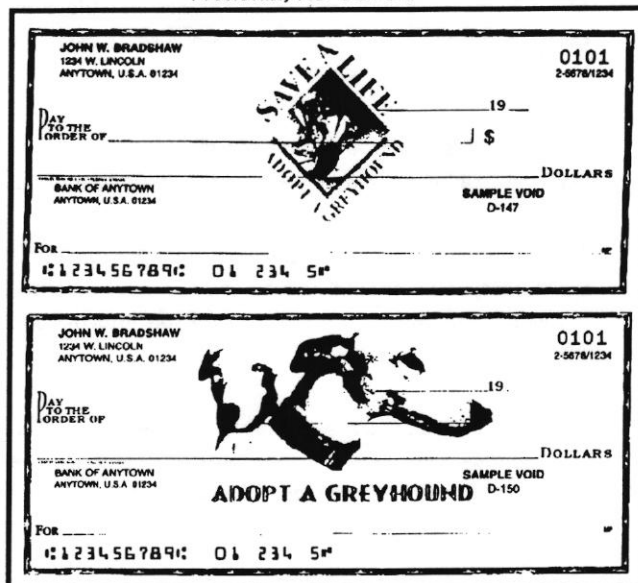 JOHN W. BRADSHAW
1234 W. LINCOLN
ANYTOWN, U.S.A. 01234
0101
2-5678/1234
SAVE A LIFE
19
PAY
TO THE
ORDER OF
$
ADOPT A GREYHOUND
DOLLARS
BANK OF ANYTOWN
ANYTOWN, U.S.A. 01234
SAMPLE VOID
D-147
FOR
⑆123456789⑆ 01 234 5⑈
JOHN W. BRADSHAW
1234 W. LINCOLN
ANYTOWN, U.S.A. 01234
0101
2-5678/1234
19
PAY
TO THE
ORDER OF
DOLLARS
BANK OF ANYTOWN
ANYTOWN, U.S.A 01234
SAMPLE VOID
ADOPT A GREYHOUND D-150
FOR
⑆123456789⑆ 01 234 5⑈